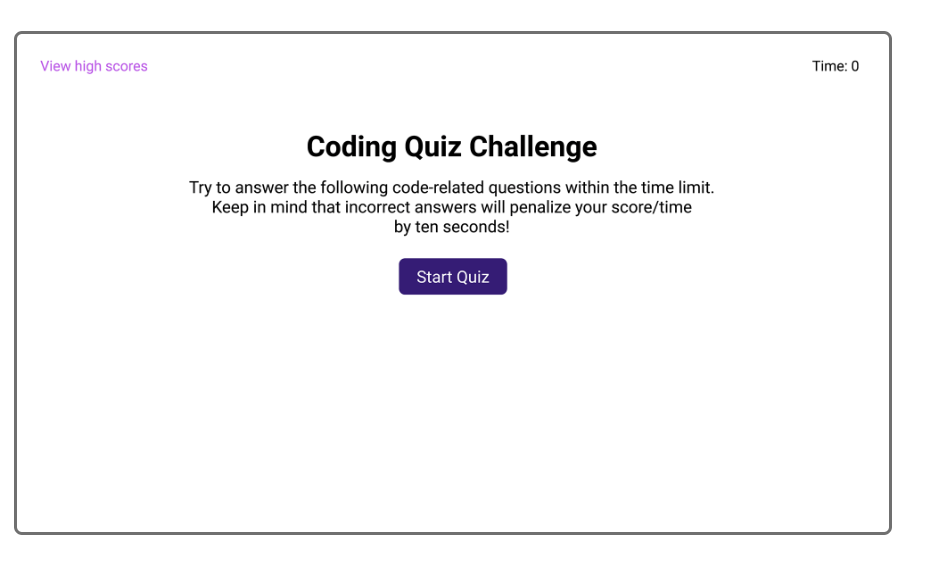 View high scores
Time: 0
Coding Quiz Challenge
Try to answer the following code-related questions within the time limit.
Keep in mind that incorrect answers will penalize your score/time
by ten seconds!
Start Quiz